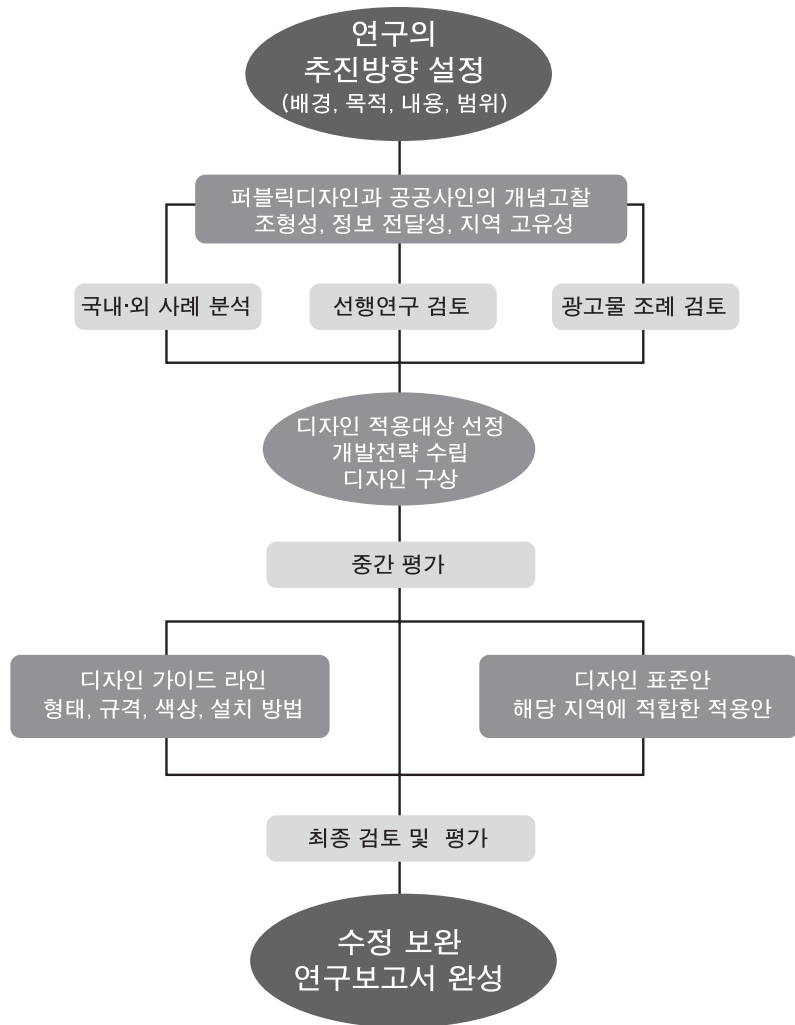 연구의
추진방향 설정
(배경, 목적, 내용, 범위)
퍼블릭디자인과 공공사인의 개념고찰
조형성, 정보 전달성, 지역 고유성
국내·외 사례 분석
선행연구 검토
광고물 조례 검토
디자인 적용대상 선정
개발전략 수립
디자인 구상
중간 평가
디자인 가이드 라인
형태, 규격, 색상, 설치 방법
디자인 표준안
해당 지역에 적합한 적용안
최종 검토 및 평가
수정 보완
연구보고서 완성